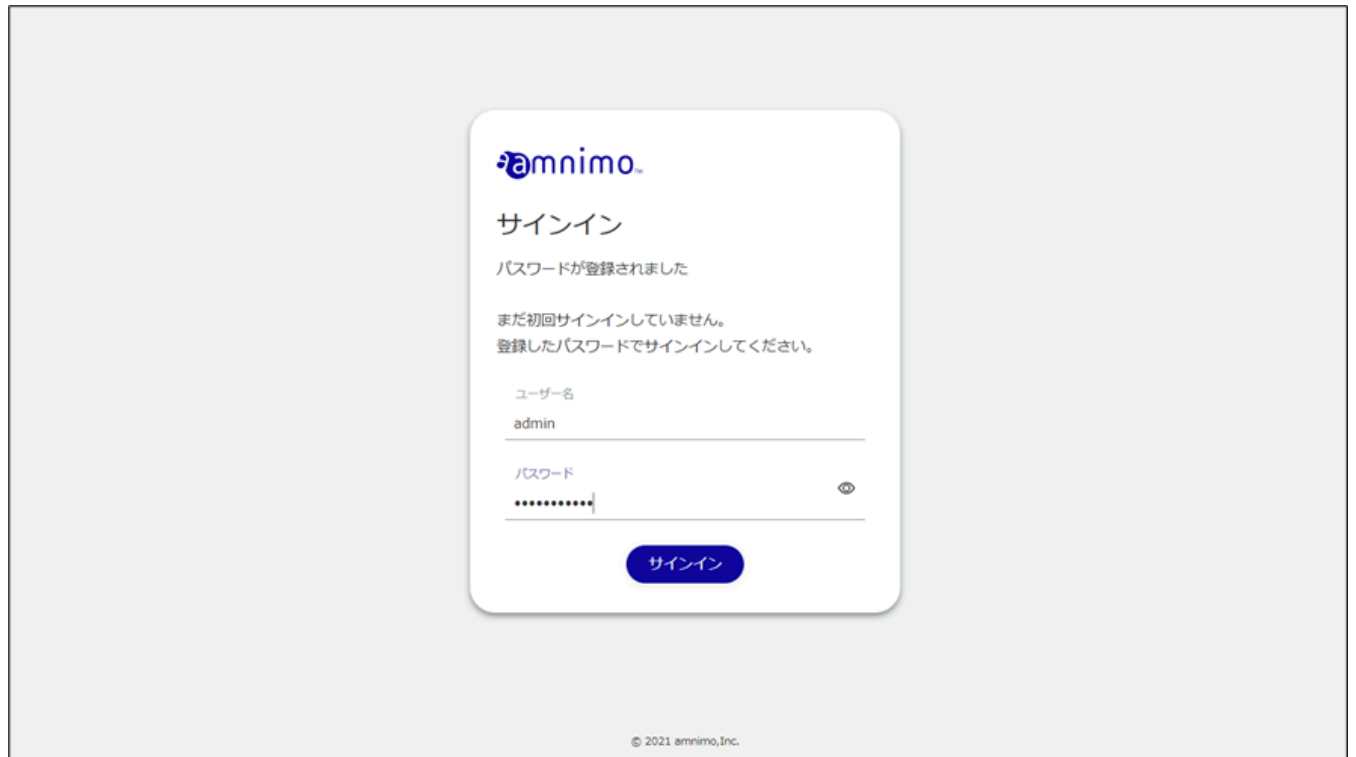 amnimo™
サインイン
パスワードが登録されました
まだ初回サインインしていません。
登録したパスワードでサインインしてください。
ユーザー名
admin
パスワード
•••••••••••
サインイン
© 2021 amnimo,Inc.